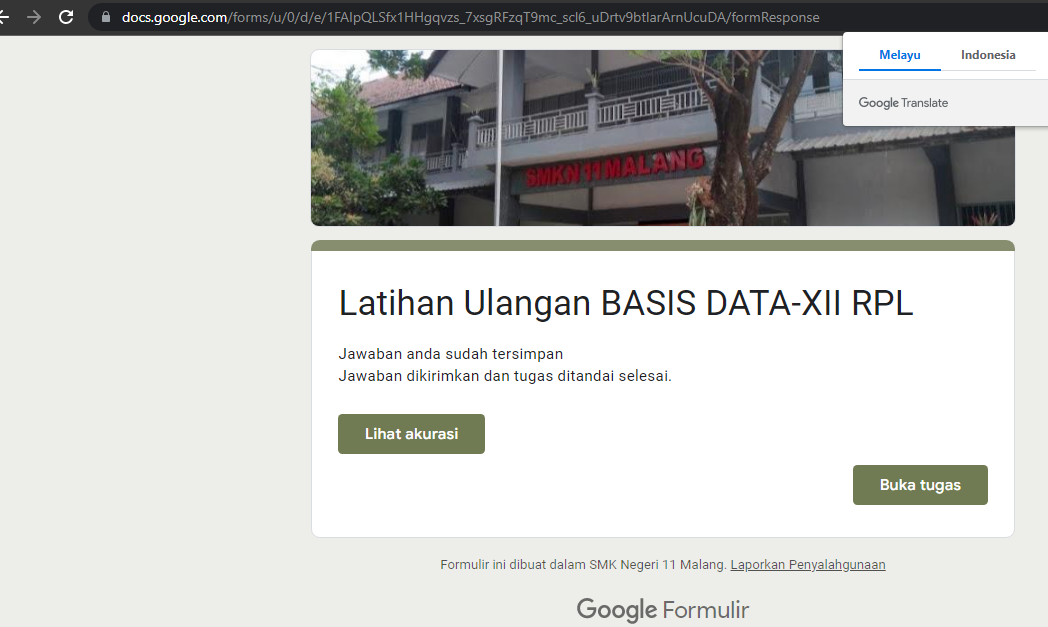 docs.google.com/forms/u/0/d/e/1FAIpQLSfx1HHgqvzs_7xsgRFzqT9mc_scl6_uDrtv9btlarArnUcuDA/formResponse
Melayu Indonesia
Google Translate
SMKN 11 MALANG
Latihan Ulangan BASIS DATA-XII RPL
Jawaban anda sudah tersimpan
Jawaban dikirimkan dan tugas ditandai selesai.
Lihat akurasi
Buka tugas
Formulir ini dibuat dalam SMK Negeri 11 Malang. Laporkan Penyalahgunaan
Google Formulir